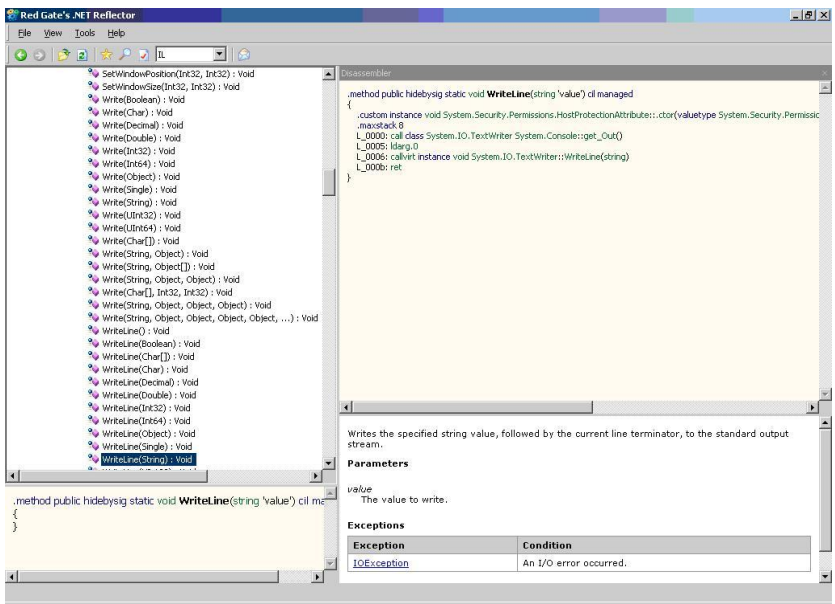 Red Gate's .NET Reflector
File View Tools Help
IL
SetWindowPosition(Int32, Int32) : Void
SetWindowSize(Int32, Int32) : Void
Write(Boolean) : Void
Write(Char) : Void
Write(Decimal) : Void
Write(Double) : Void
Write(Int32) : Void
Write(Int64) : Void
Write(Object) : Void
Write(Single) : Void
Write(String) : Void
Write(UInt32) : Void
Write(UInt64) : Void
Write(Char[]) : Void
Write(String, Object) : Void
Write(String, Object[]) : Void
Write(String, Object, Object) : Void
Write(Char[], Int32, Int32) : Void
Write(String, Object, Object, Object) : Void
Write(String, Object, Object, Object, Object, ...) : Void
WriteLine() : Void
WriteLine(Boolean) : Void
WriteLine(Char[]) : Void
WriteLine(Char) : Void
WriteLine(Decimal) : Void
WriteLine(Double) : Void
WriteLine(Int32) : Void
WriteLine(Int64) : Void
WriteLine(Object) : Void
WriteLine(Single) : Void
WriteLine(String) : Void
.method public hidebysig static void WriteLine(string 'value') cil ma
{
}
Disassembler
.method public hidebysig static void WriteLine(string 'value') cil managed
{
.custom instance void System.Security.Permissions.HostProtectionAttribute::.ctor(valuetype System.Security.Permissic
.maxstack 8
L_0000: call class System.IO.TextWriter System.Console::get_Out()
L_0005: ldarg.0
L_0006: callvirt instance void System.IO.TextWriter::WriteLine(string)
L_000b: ret
}
Writes the specified string value, followed by the current line terminator, to the standard output
stream.
Parameters
value
The value to write.
Exceptions
Exception Condition
IOException An I/O error occurred.